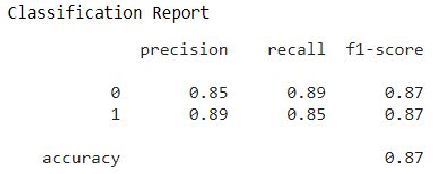 Classification Report
precision recall f1-score
0 0.85 0.89 0.87
1 0.89 0.85 0.87
accuracy 0.87